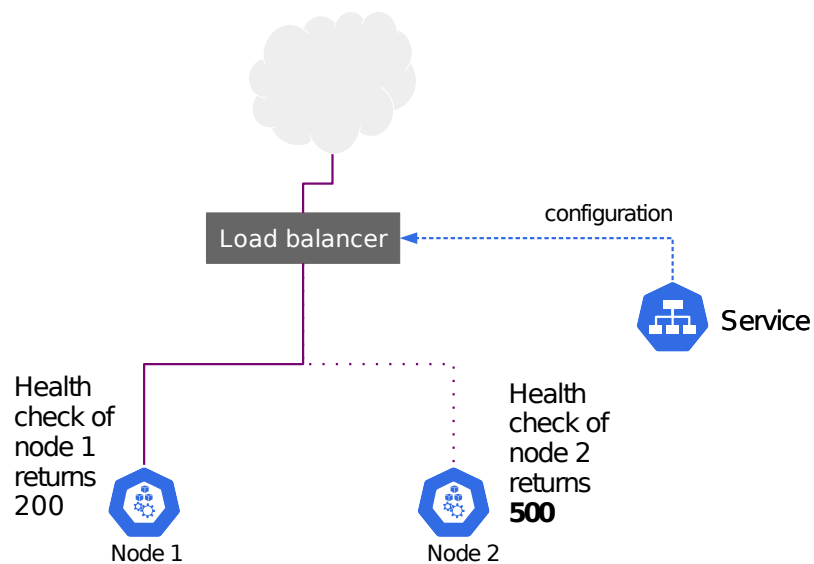 configuration
Load balancer
Service
Health
check of
node 1
returns
200
Health
check of
node 2
returns
500
Node 1
Node 2